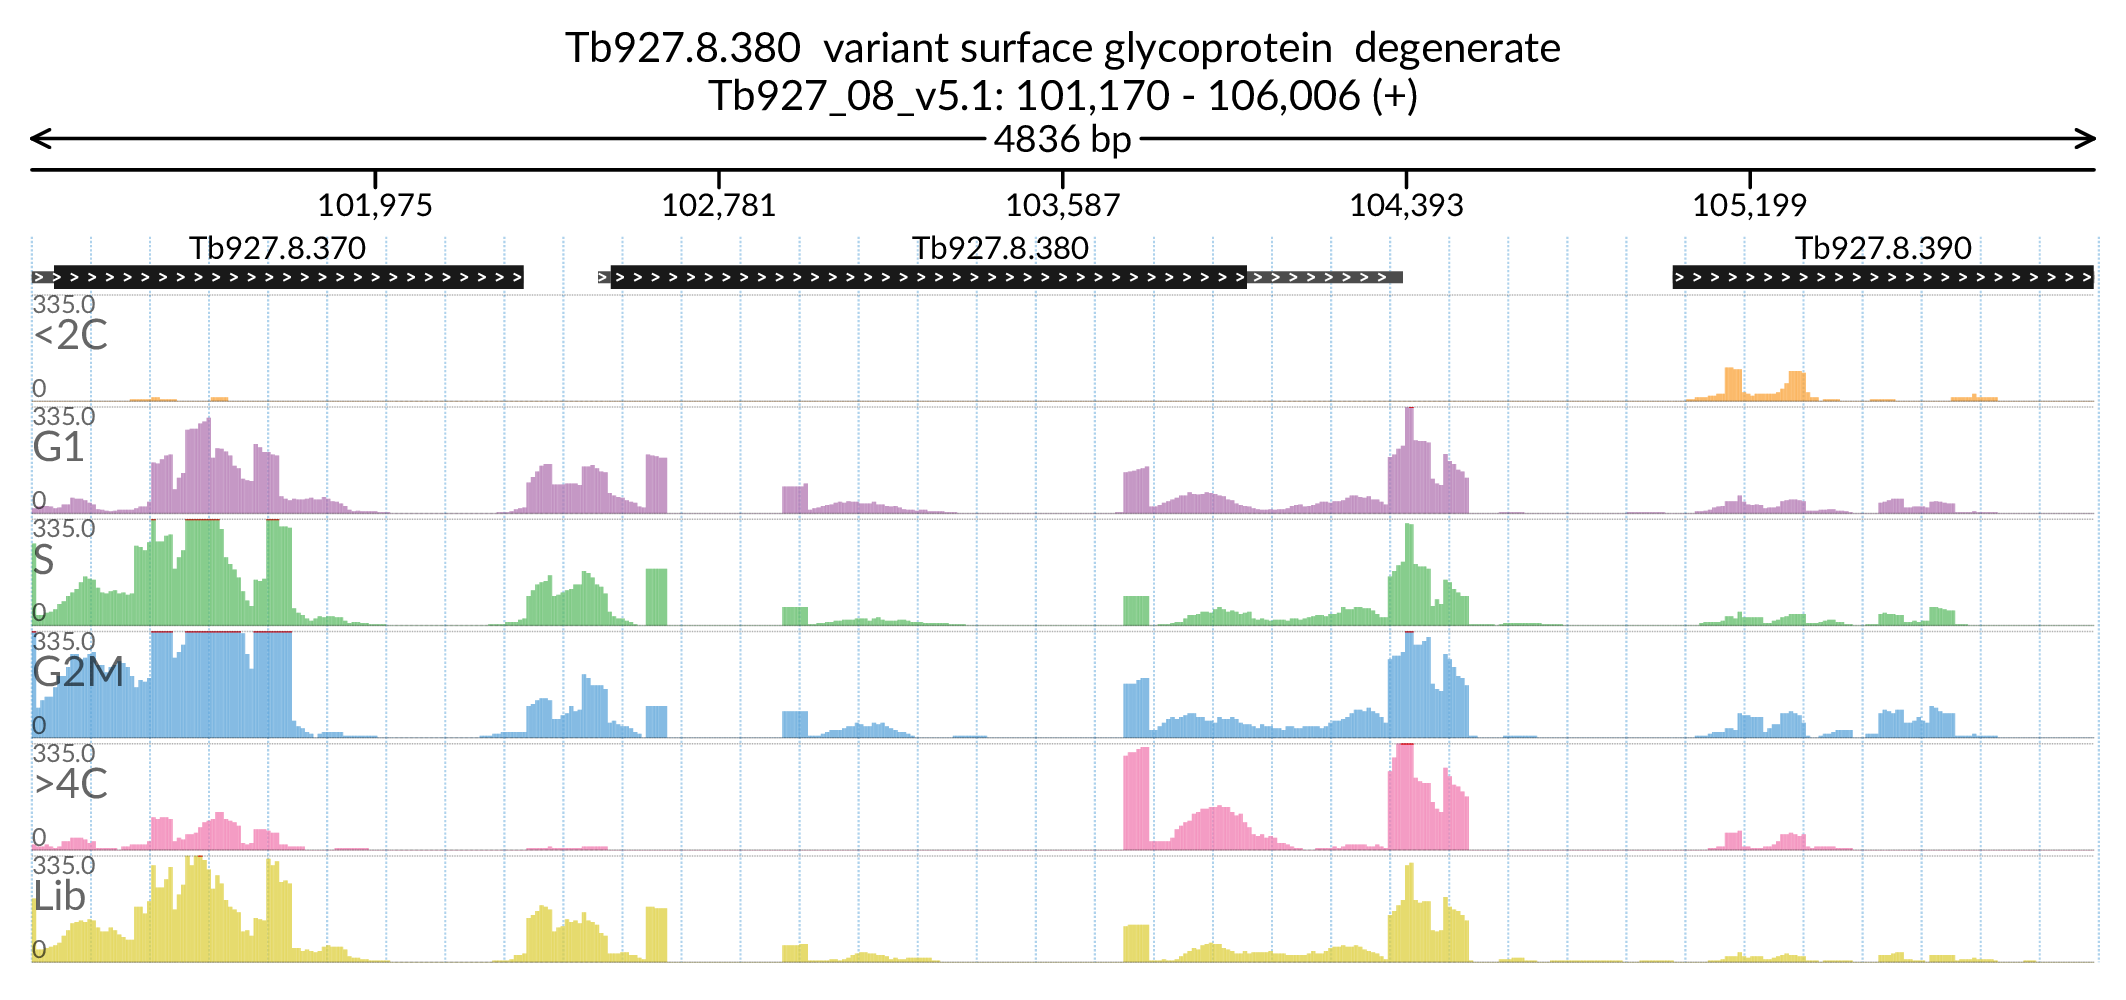 Tb927.8.380 variant surface glycoprotein degenerate
Tb927_08_v5.1: 101,170 - 106,006 (+)
4836 bp
101,975 102,781 103,587 104,393 105,199
Tb927.8.370 Tb927.8.380 Tb927.8.390
335.0
<2C
0
335.0
G1
0
335.0
S
0
335.0
G2M
0
335.0
>4C
0
335.0
Lib
0